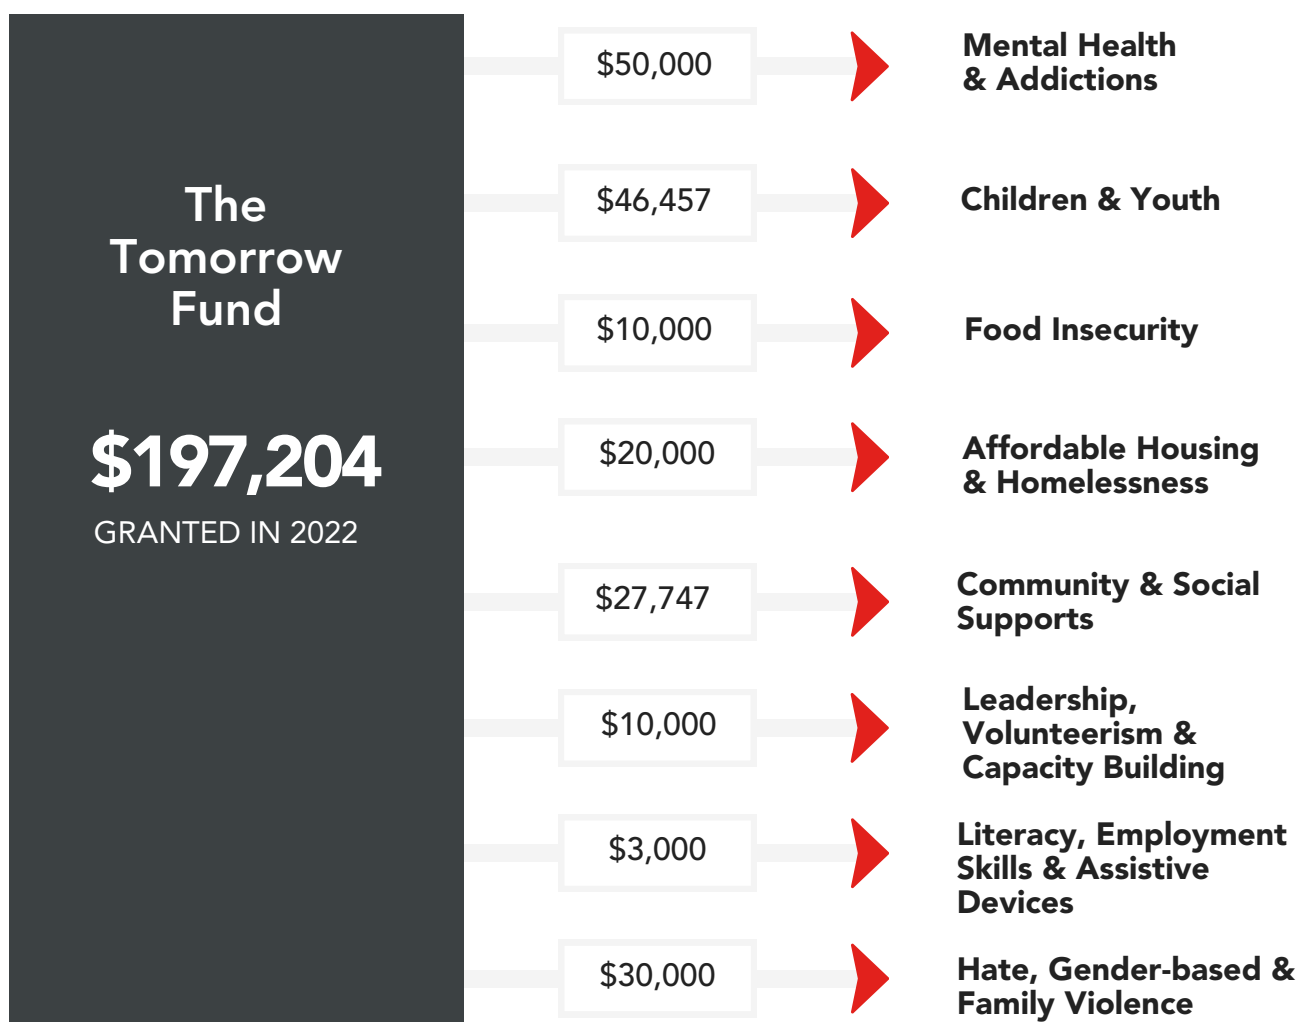 The
Tomorrow
Fund
$197,204
GRANTED IN 2022
$50,000
Mental Health
& Addictions
$46,457
Children & Youth
$10,000
Food Insecurity
$20,000
Affordable Housing
& Homelessness
$27,747
Community & Social
Supports
$10,000
Leadership,
Volunteerism &
Capacity Building
$3,000
Literacy, Employment
Skills & Assistive
Devices
$30,000
Hate, Gender-based &
Family Violence